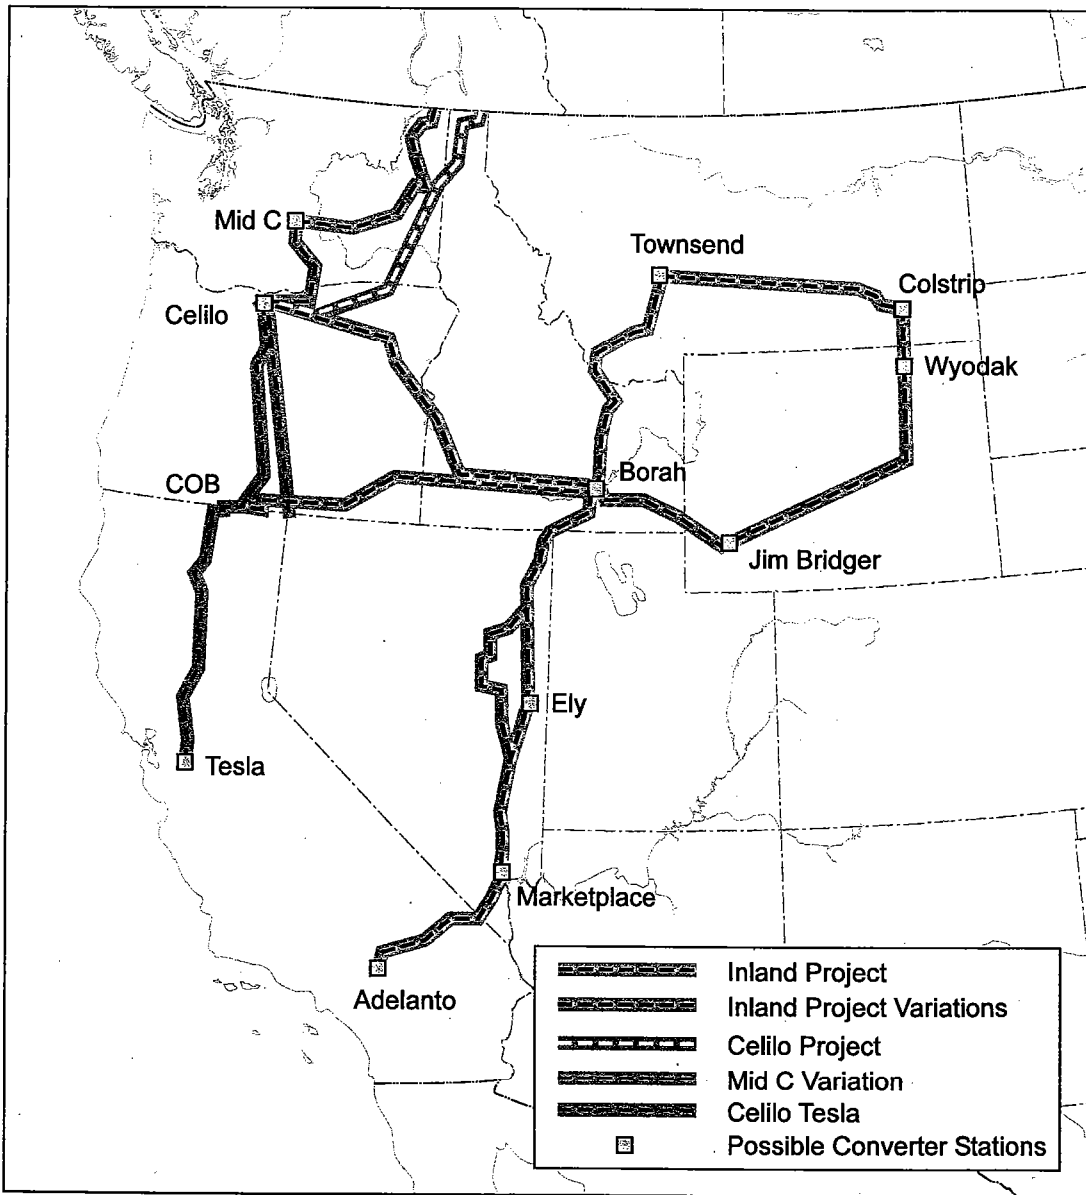 Mid C
Townsend
Colstrip
Celilo
Wyodak
Borah
COB
Jim Bridger
Ely
Tesla
Marketplace
Adelanto
Inland Project
Inland Project Variations
Celilo Project
Mid C Variation
Celilo Tesla
Possible Converter Stations